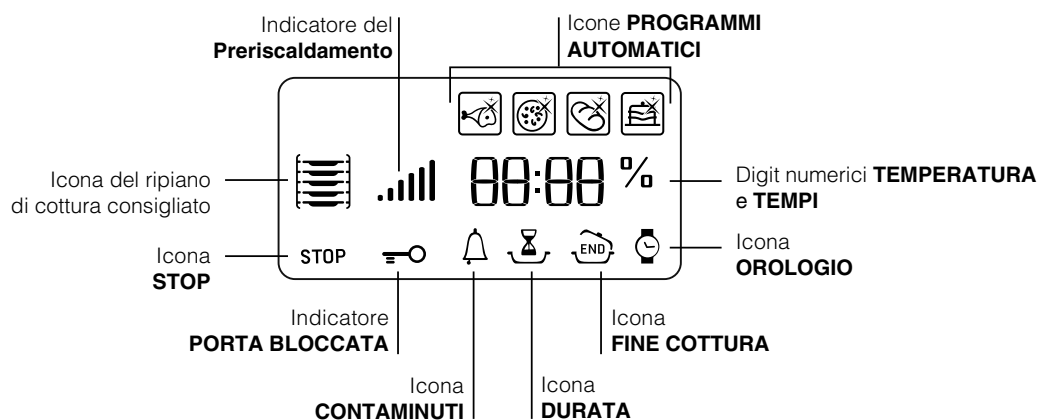 Indicatore del
Preriscaldamento
Icone PROGRAMMI
AUTOMATICI
Icona del ripiano
di cottura consigliato
88:88 %
Digit numerici TEMPERATURA
e TEMPI
Icona
STOP
STOP
END
Icona
OROLOGIO
Indicatore
PORTA BLOCCATA
Icona
FINE COTTURA
Icona
CONTAMINUTI
Icona
DURATA